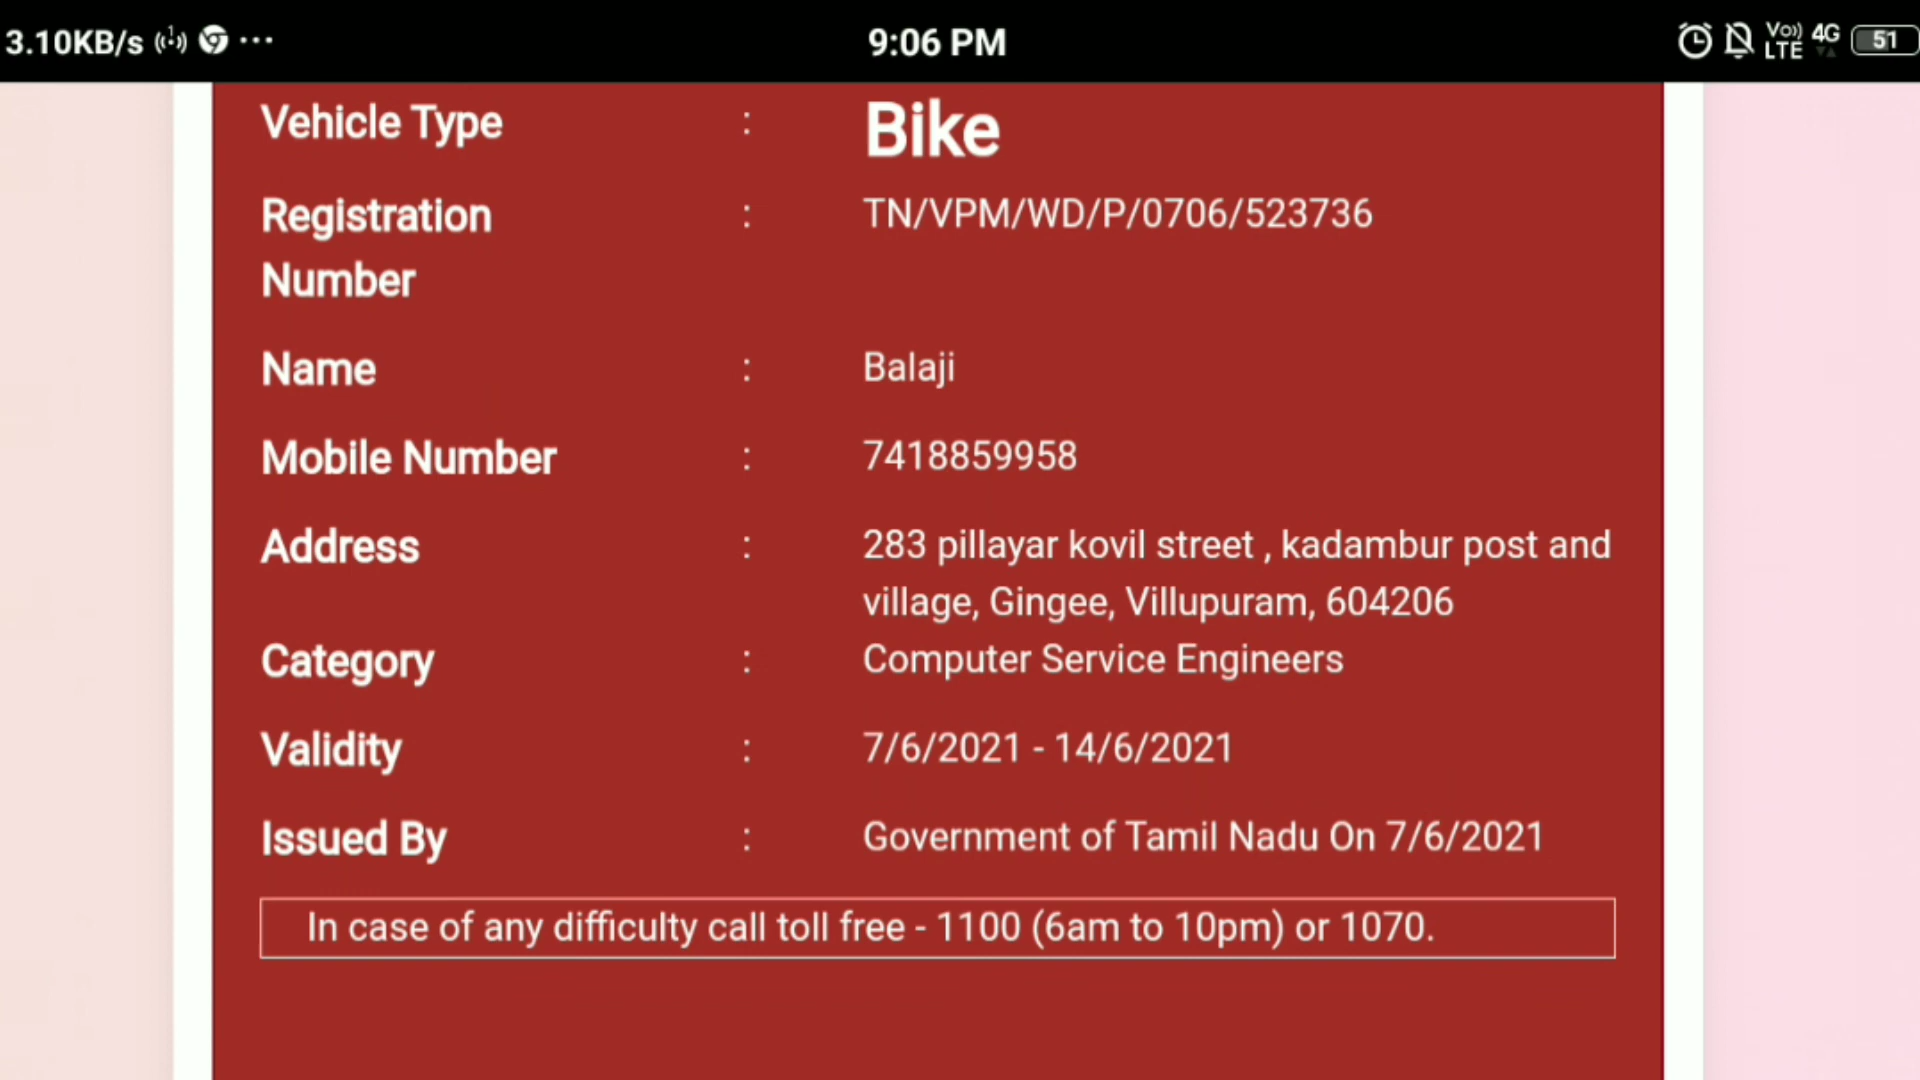 3.10KB/s 9:06 PM Vo)) LTE 4G 51
Vehicle Type : Bike
Registration Number : TN/VPM/WD/P/0706/523736
Name : Balaji
Mobile Number : 7418859958
Address : 283 pillayar kovil street , kadambur post and
village, Gingee, Villupuram, 604206
Category : Computer Service Engineers
Validity : 7/6/2021 - 14/6/2021
Issued By : Government of Tamil Nadu On 7/6/2021
In case of any difficulty call toll free - 1100 (6am to 10pm) or 1070.